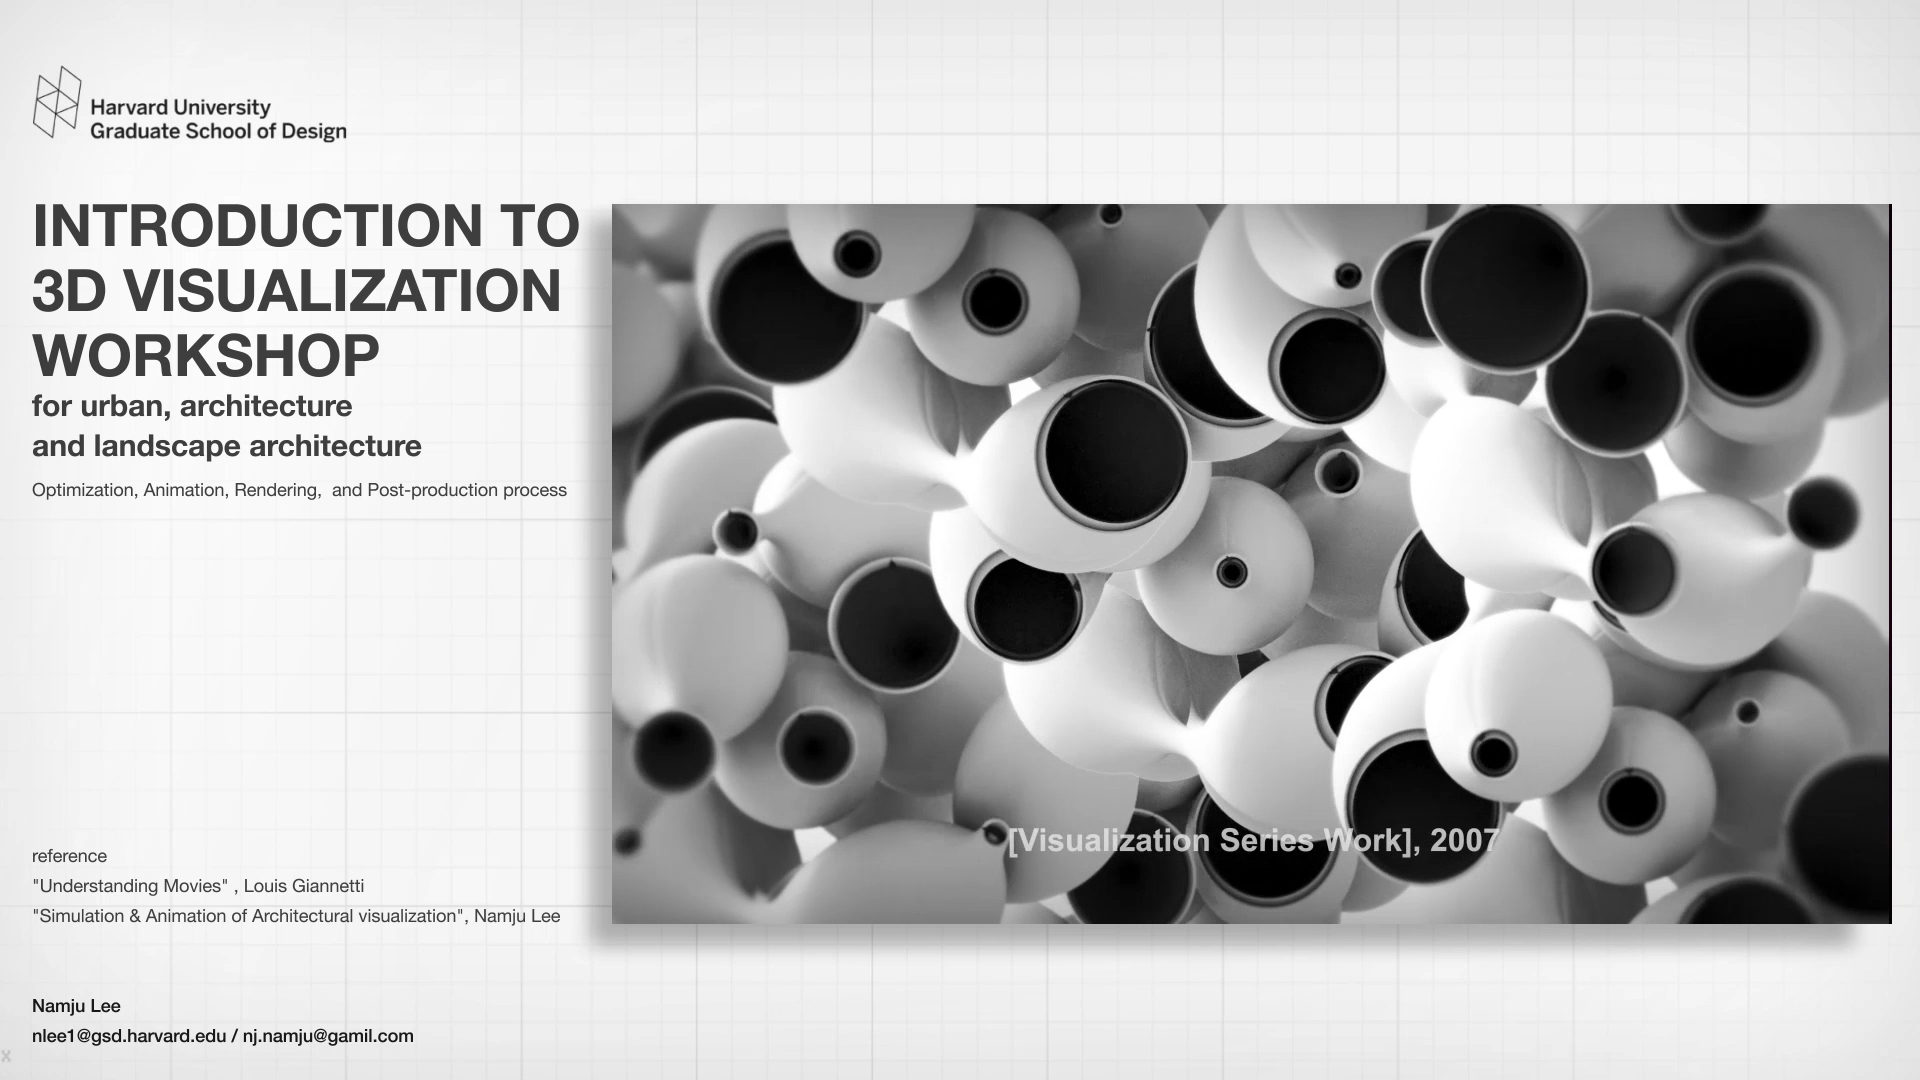 Harvard University
Graduate School of Design
INTRODUCTION TO
3D VISUALIZATION
WORKSHOP
for urban, architecture
and landscape architecture
Optimization, Animation, Rendering,  and Post-production process
[Visualization Series Work], 2007
reference
"Understanding Movies" , Louis Giannetti
"Simulation & Animation of Architectural visualization", Namju Lee
Namju Lee
nlee1@gsd.harvard.edu / nj.namju@gamil.com
x